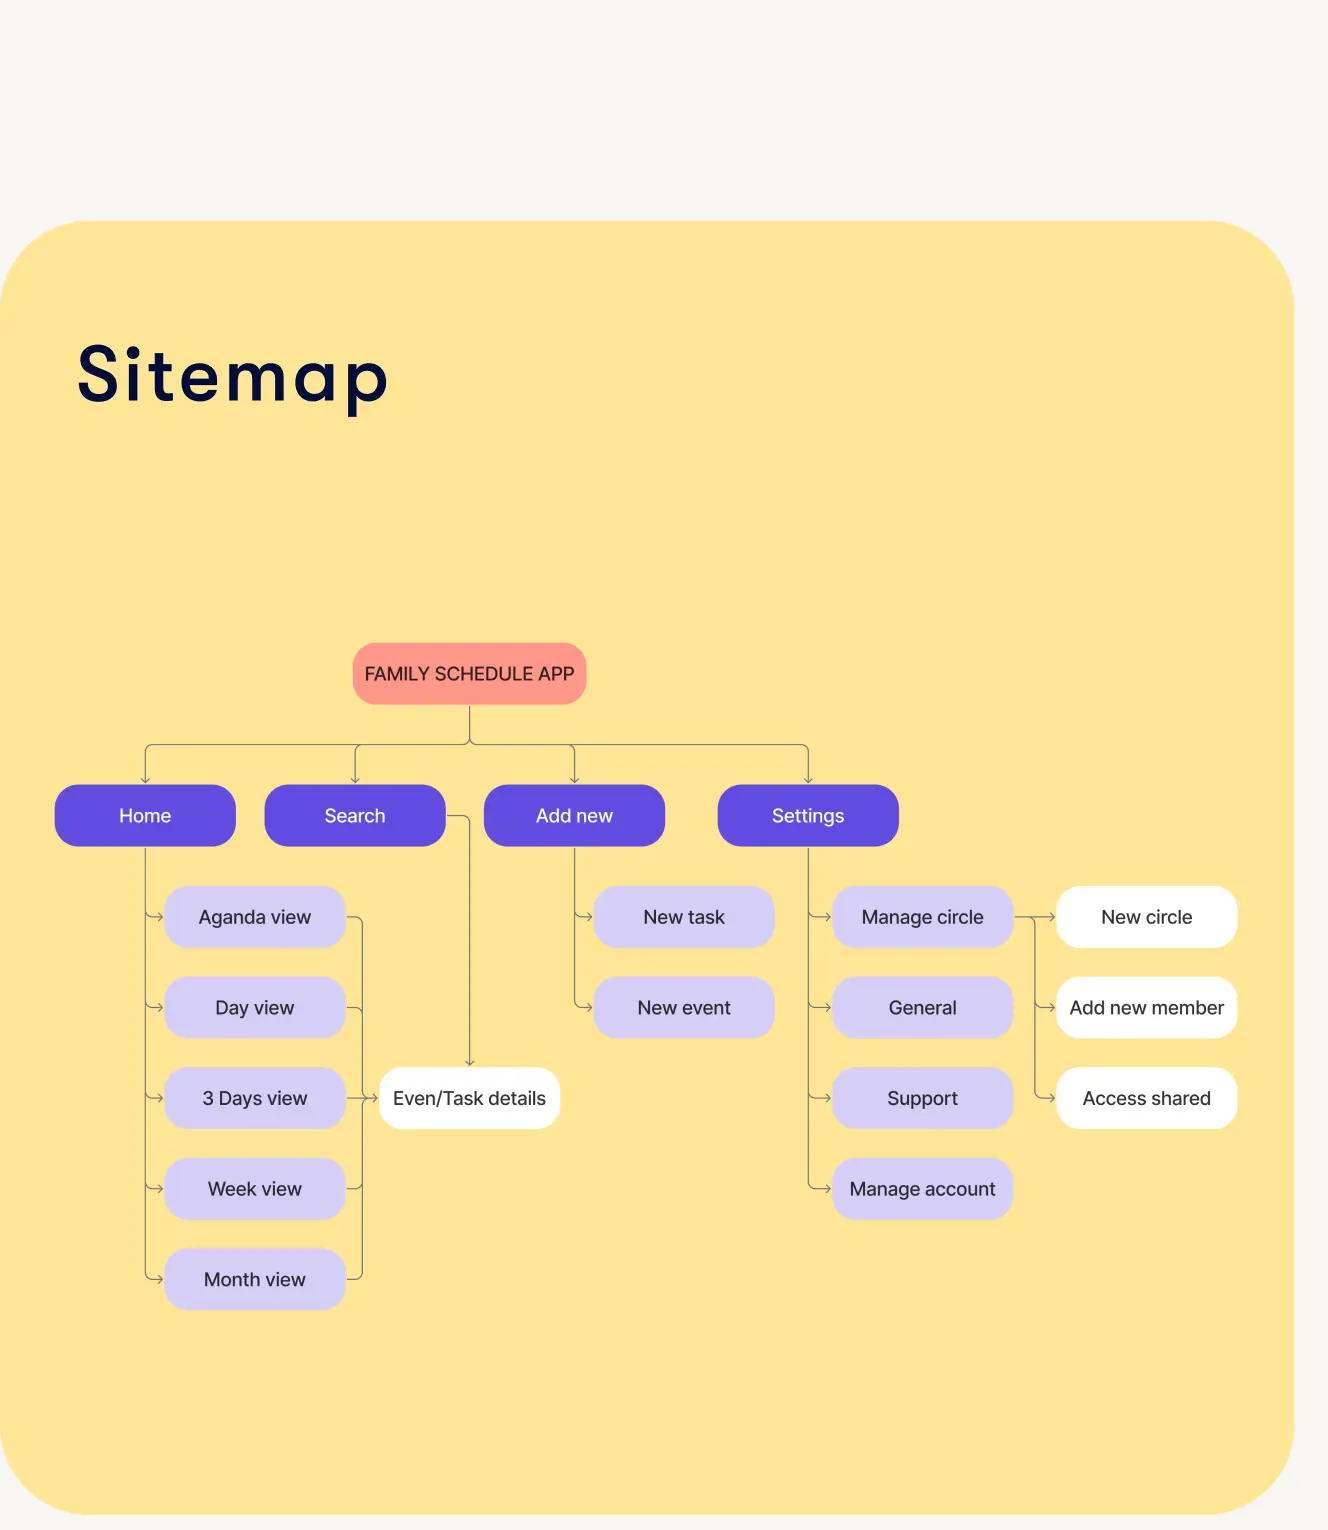 Sitemap
FAMILY SCHEDULE APP
Home
Search
Add new
Settings
Aganda view
New task
Manage circle
New circle
Day view
New event
General
Add new member
3 Days view
Even/Task details
Support
Access shared
Week view
Manage account
Month view